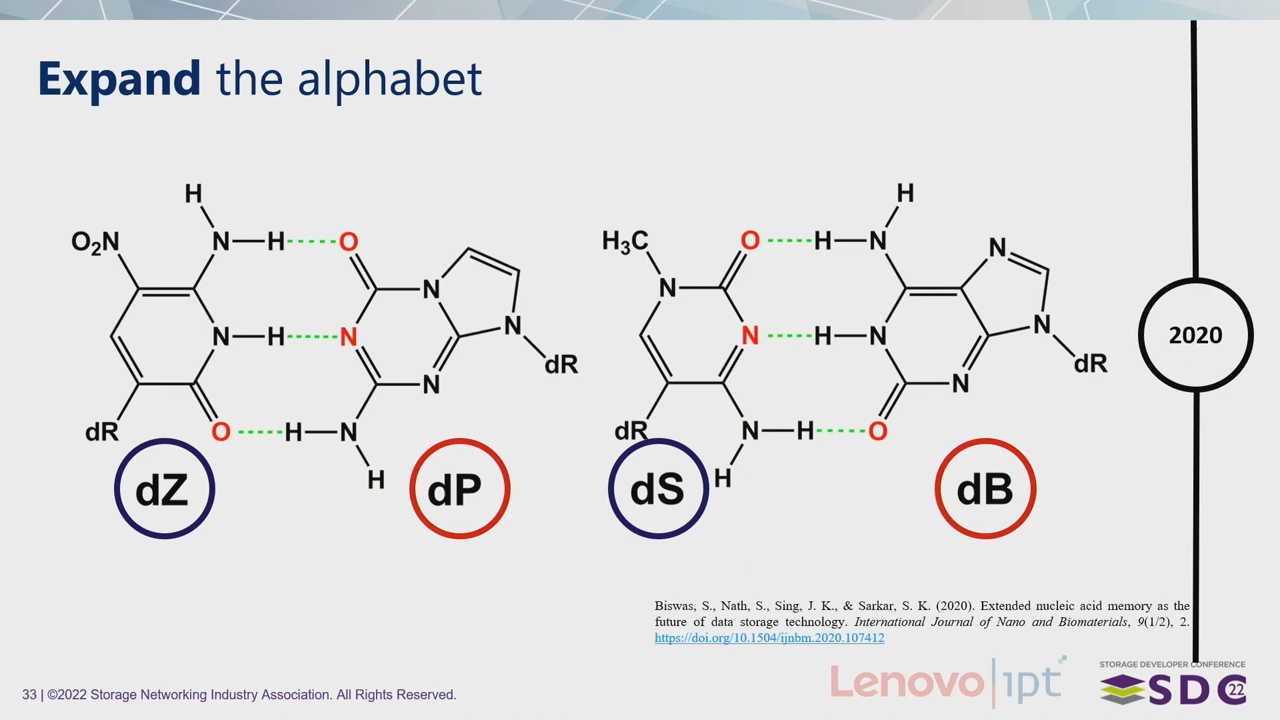 Expand the alphabet
H
O₂N
N
H
O
N
H
N
N
N
N
dR
O
H
N
H
dR
H₃C
O
H
N
H
N
N
N
H
N
N
dR
N
dR
N
H
O
H
dZ
dP
dS
dB
2020
Biswas, S., Nath, S., Sing, J. K., & Sarkar, S. K. (2020). Extended nucleic acid memory as the
future of data storage technology. International Journal of Nano and Biomaterials, 9(1/2), 2.
https://doi.org/10.1504/ijnbm.2020.107412
Lenovo ipt
STORAGE DEVELOPER CONFERENCE
SDC 22
33 | ©2022 Storage Networking Industry Association. All Rights Reserved.